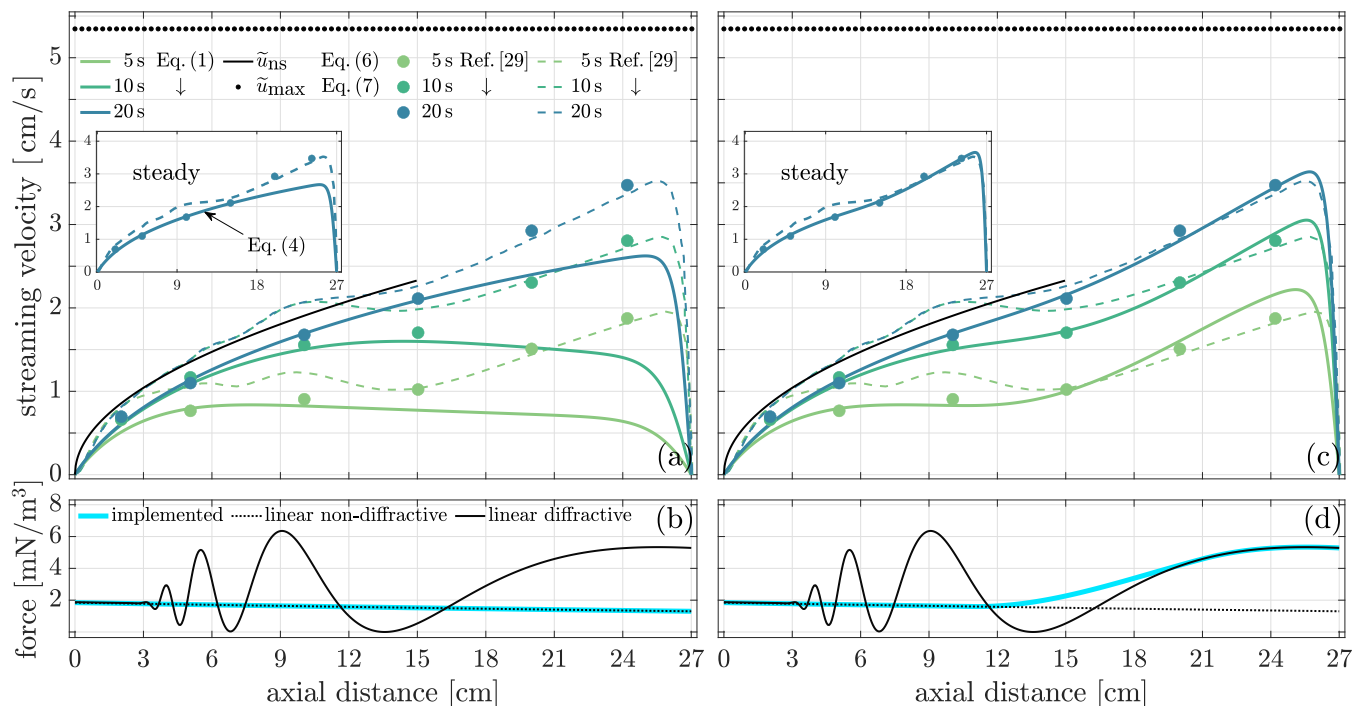 streaming velocity [cm/s]
5
4
3
2
1
0
5 s Eq. (1)
10 s ↓
20 s
ũns Eq. (6)
ũmax Eq. (7)
5 s Ref. [29]
10 s ↓
20 s
5 s Ref. [29]
10 s ↓
20 s
4
3
2
1
0
steady
Eq. (4)
0 9 18 27
(a)
4
3
2
1
0
steady
0 9 18 27
(c)
force [mN/m³]
8
6
4
2
implemented linear non-diffractive linear diffractive
(b)
0 3 6 9 12 15 18 21 24 27
axial distance [cm]
(d)
0 3 6 9 12 15 18 21 24 27
axial distance [cm]